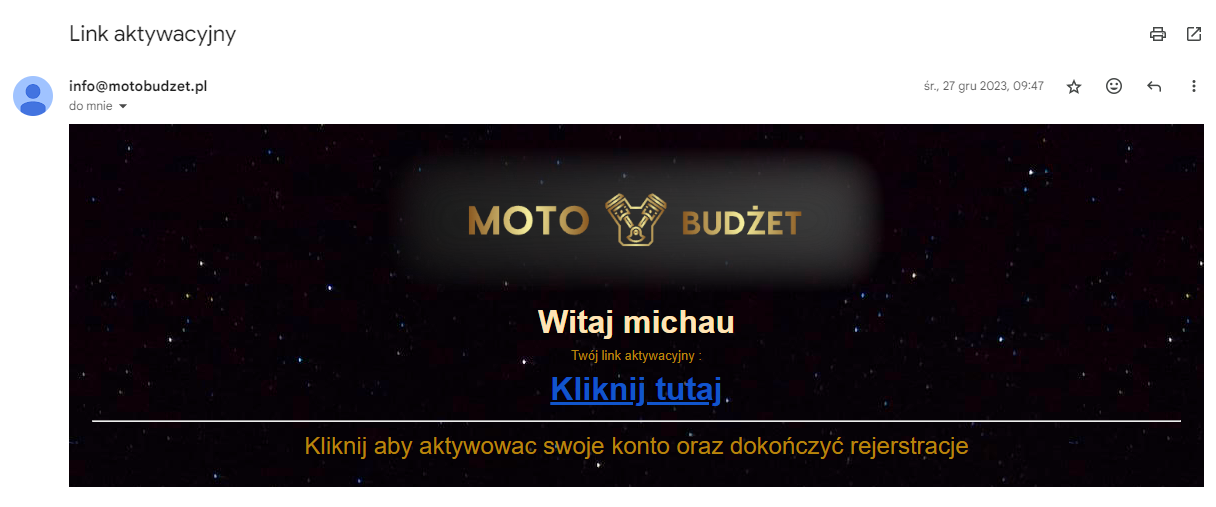 Link aktywacyjny
info@motobudzet.pl
śr., 27 gru 2023, 09:47
do mnie
MOTO BUDŻET
Witaj michau
Twój link aktywacyjny :
Kliknij tutaj
Kliknij aby aktywowac swoje konto oraz dokończyć rejerstracje